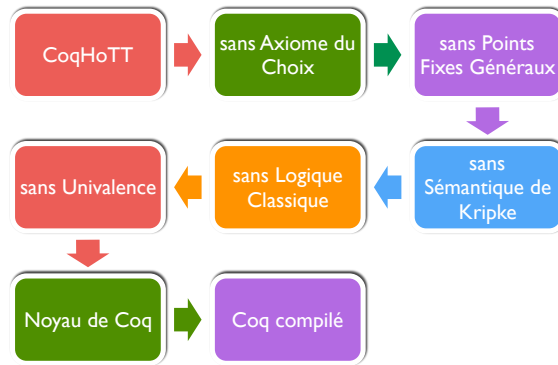 CoqHoTT
sans Axiome du
Choix
sans Points
Fixes Généraux
sans
Sémantique de
Kripke
sans Logique
Classique
sans Univalence
Noyau de Coq
Coq compilé